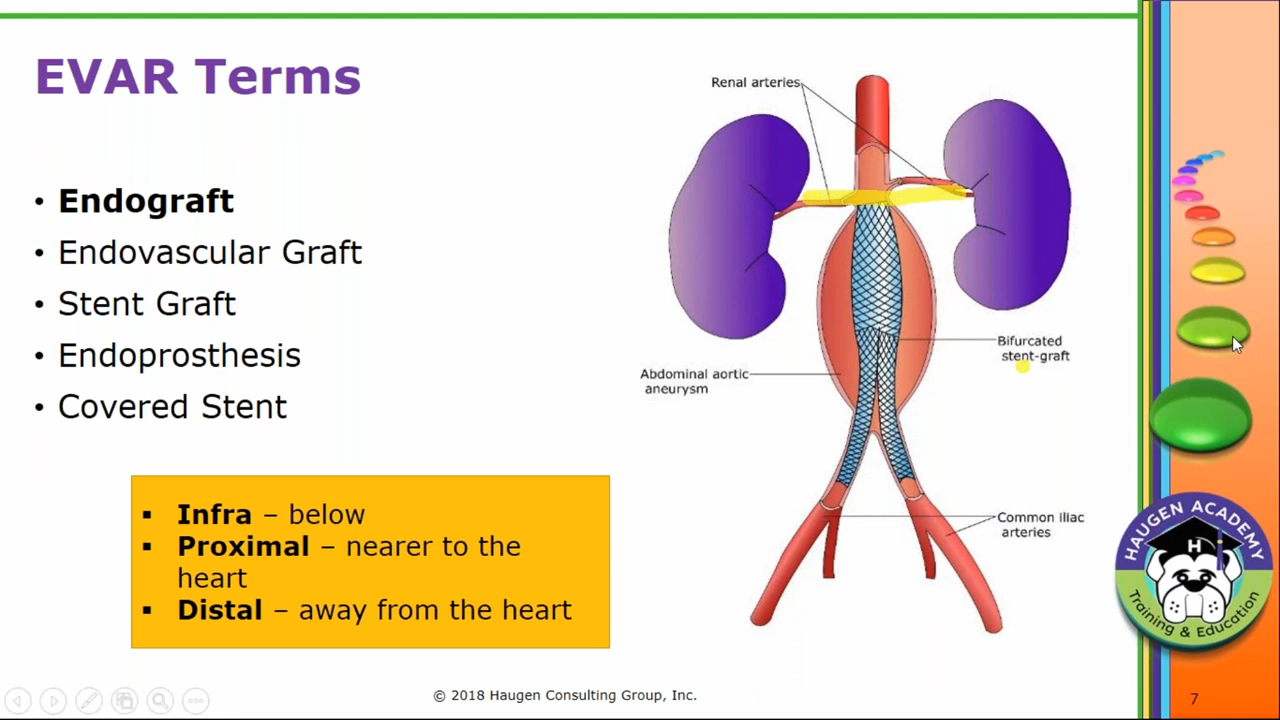 EVAR Terms
• Endograft
• Endovascular Graft
• Stent Graft
• Endoprosthesis
• Covered Stent
▪ Infra – below
▪ Proximal – nearer to the
heart
▪ Distal – away from the heart
Renal arteries
Bifurcated
stent-graft
Abdominal aortic
aneurysm
Common iliac
arteries
HAUGEN ACADEMY
H
Training & Education
© 2018 Haugen Consulting Group, Inc.
7